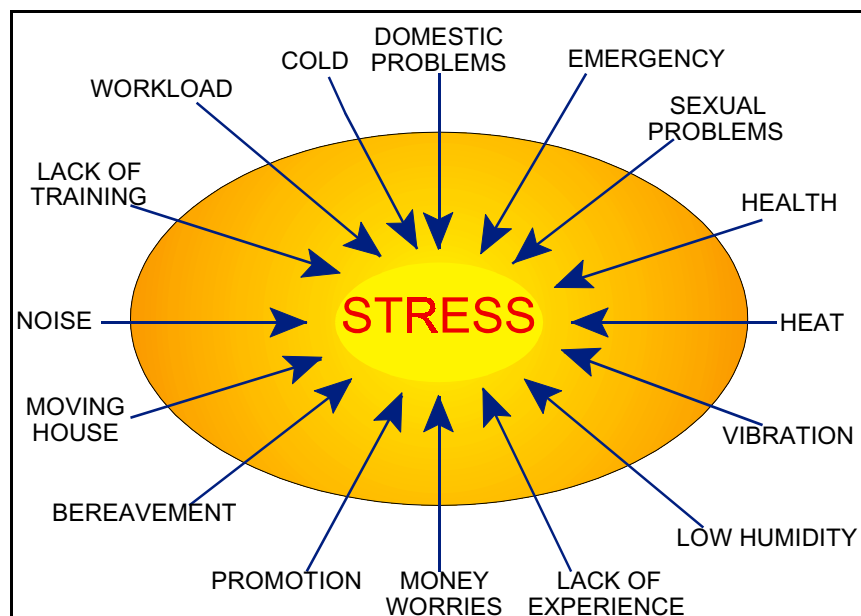 DOMESTIC
PROBLEMS
COLD
EMERGENCY
WORKLOAD
SEXUAL
PROBLEMS
LACK OF
TRAINING
HEALTH
STRESS
NOISE
HEAT
MOVING
HOUSE
VIBRATION
BEREAVEMENT
LOW HUMIDITY
PROMOTION
MONEY
WORRIES
LACK OF
EXPERIENCE